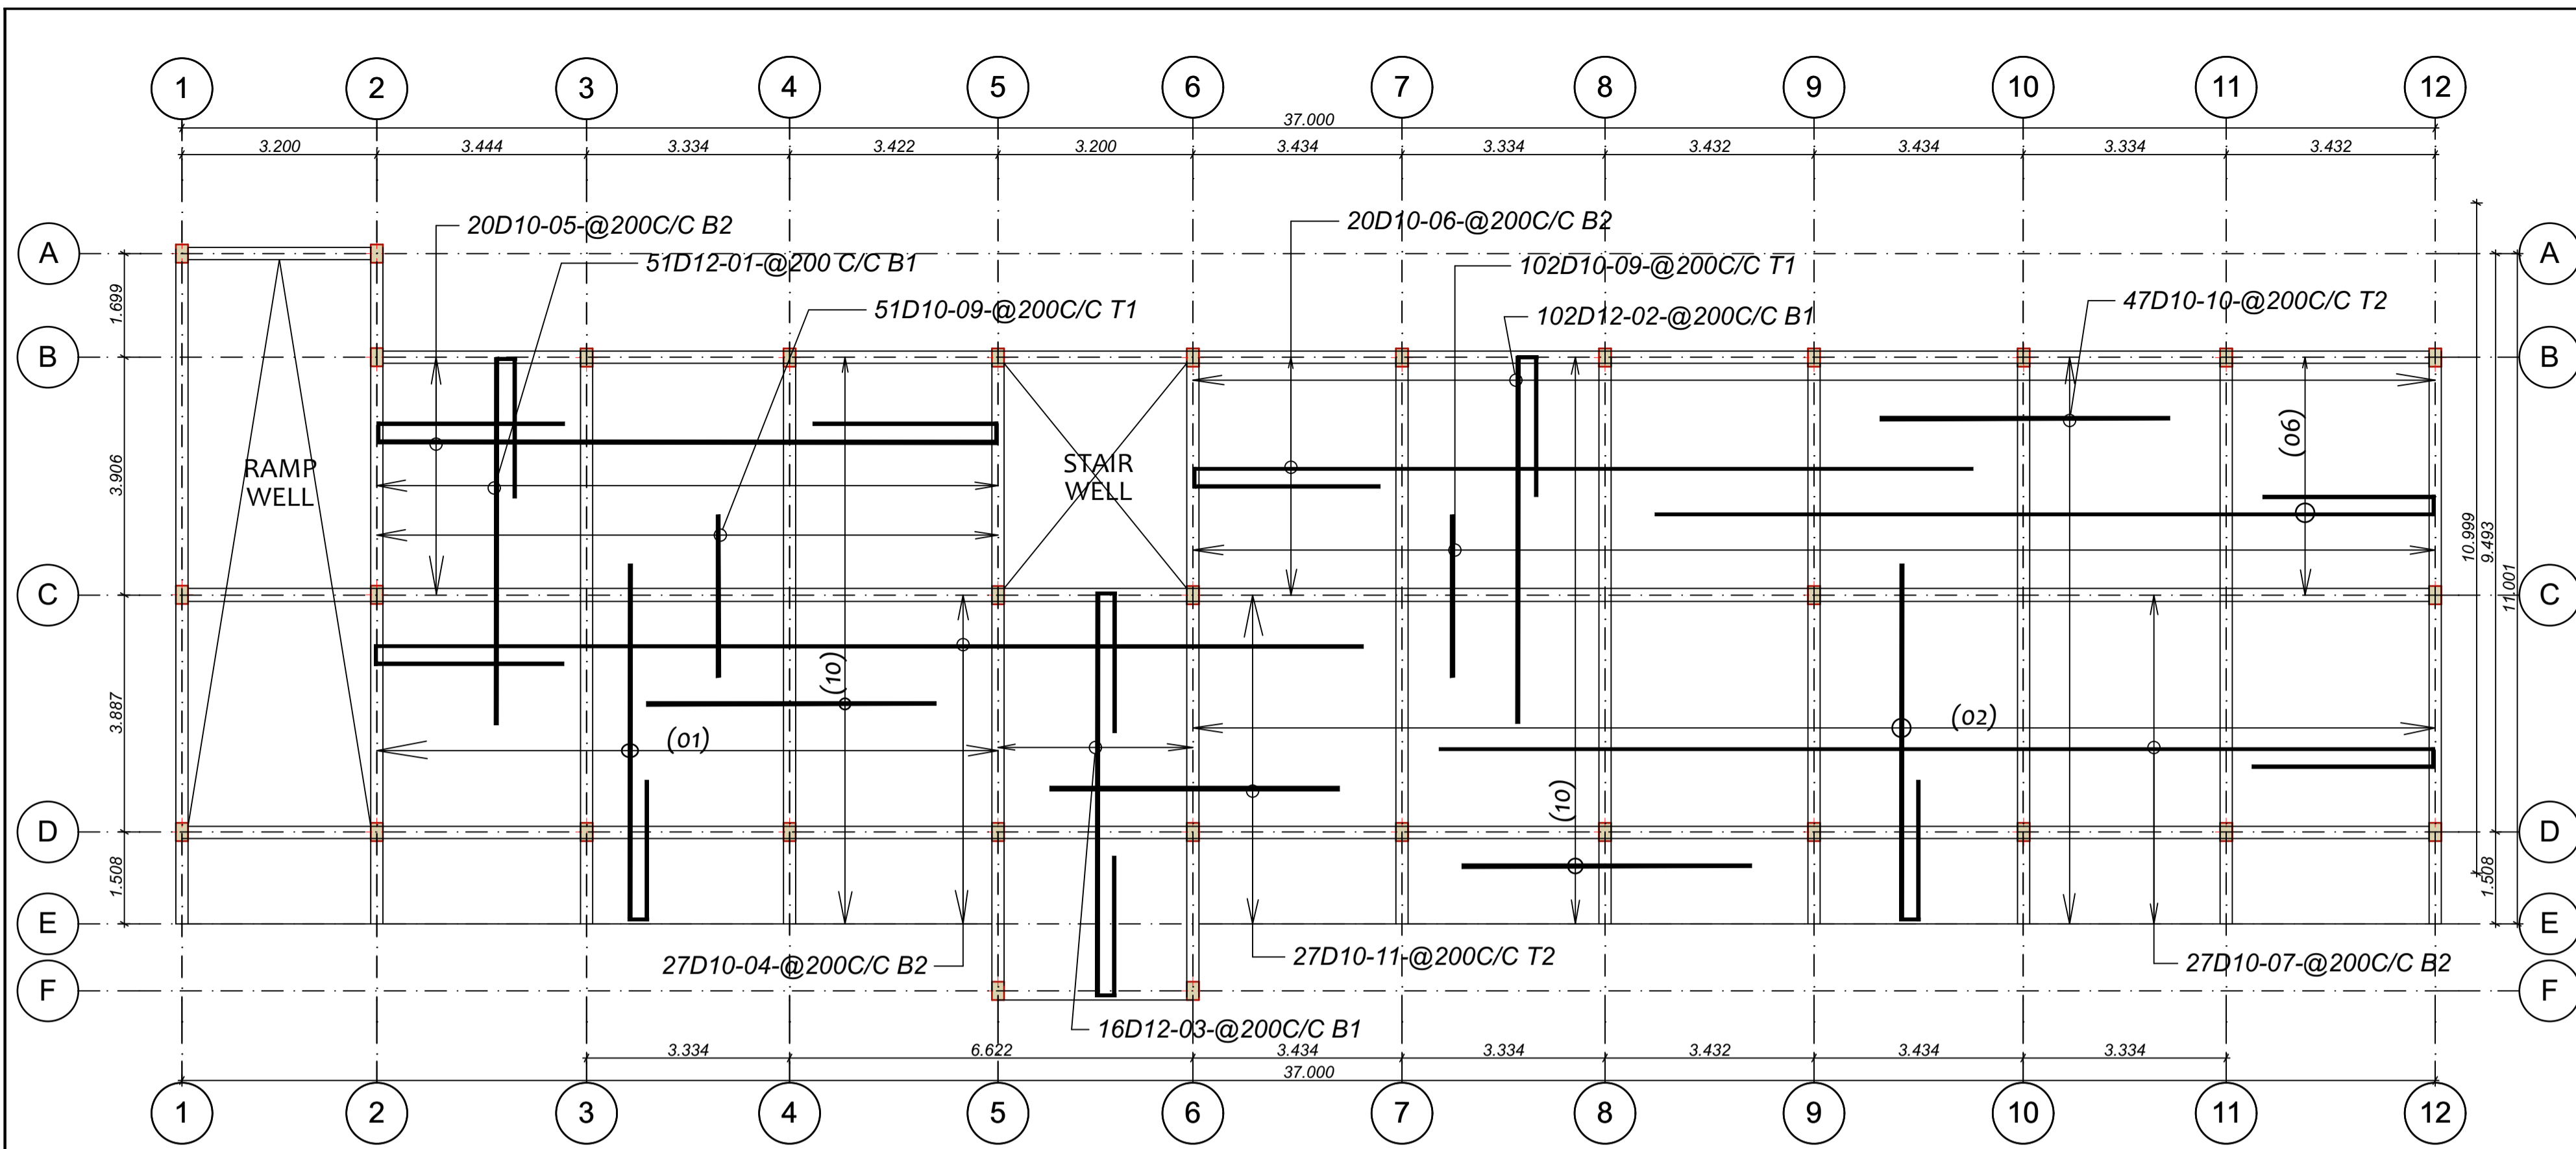 1 2 3 4 5 6 7 8 9 10 11 12
37.000
3.200 3.444 3.334 3.422 3.200 3.434 3.334 3.432 3.434 3.334 3.432
20D10-05-@200C/C B2
20D10-06-@200C/C B2
A A
51D12-01-@200 C/C B1
102D10-09-@200C/C T1
51D10-09-@200C/C T1
102D12-02-@200C/C B1
47D10-10-@200C/C T2
1.699
B B
(06)
3.906
RAMP
WELL
STAIR
WELL
10.999
9.493
11.001
C C
3.887
(10)
(01)
(02)
(10)
D D
1.508
1.508
E E
27D10-04-@200C/C B2
27D10-11-@200C/C T2
27D10-07-@200C/C B2
F F
16D12-03-@200C/C B1
3.334 6.622 3.434 3.334 3.432 3.434 3.334
37.000
1 2 3 4 5 6 7 8 9 10 11 12